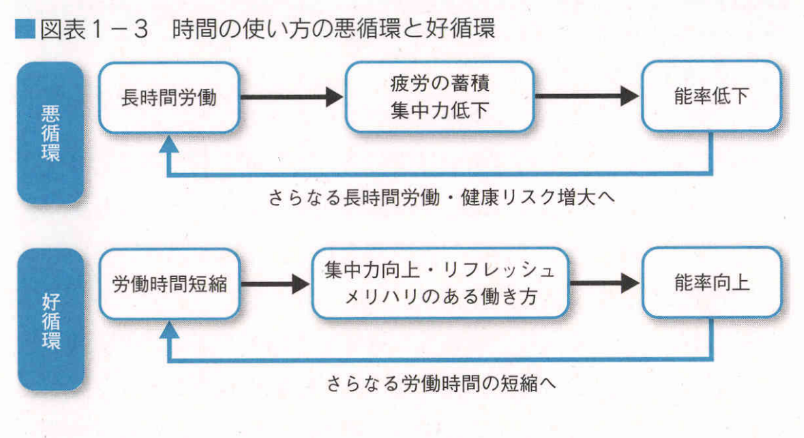 ■図表1－3　時間の使い方の悪循環と好循環
悪循環
長時間労働
疲労の蓄積
集中力低下
能率低下
さらなる長時間労働・健康リスク増大へ
好循環
労働時間短縮
集中力向上・リフレッシュ
メリハリのある働き方
能率向上
さらなる労働時間の短縮へ